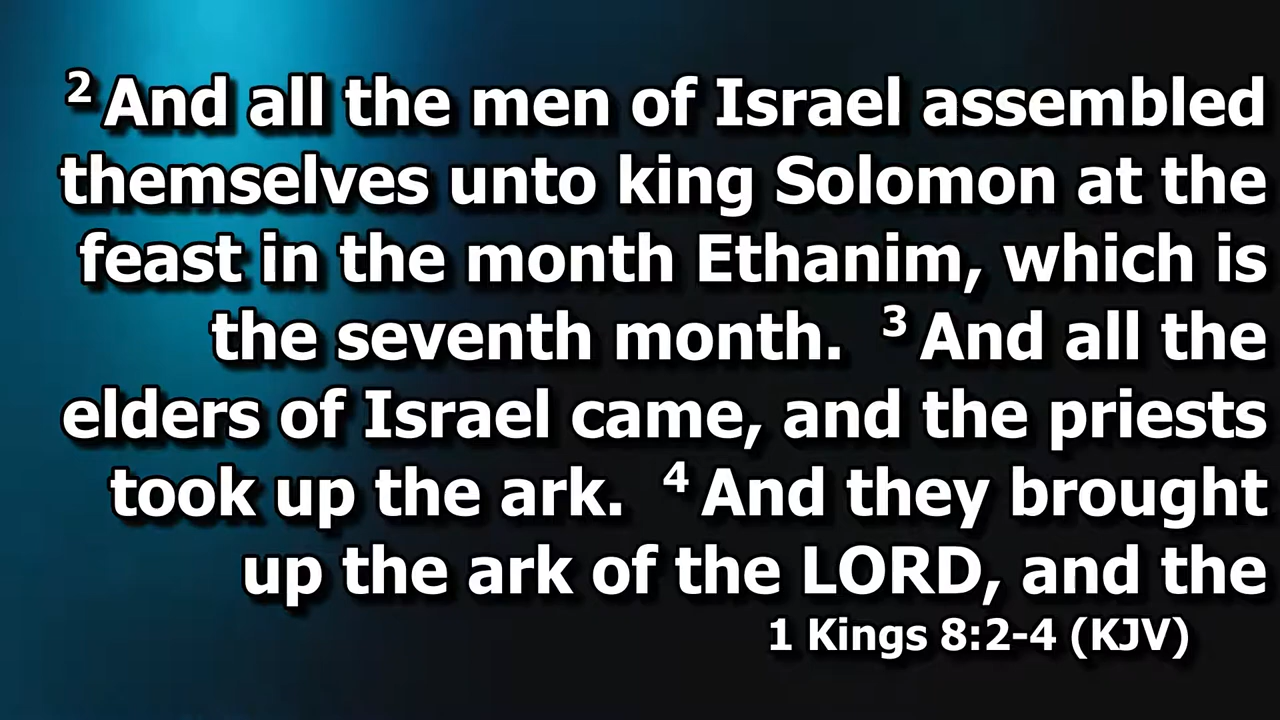 2 And all the men of Israel assembled
themselves unto king Solomon at the
feast in the month Ethanim, which is
the seventh month. 3 And all the
elders of Israel came, and the priests
took up the ark. 4 And they brought
up the ark of the LORD, and the
1 Kings 8:2-4 (KJV)